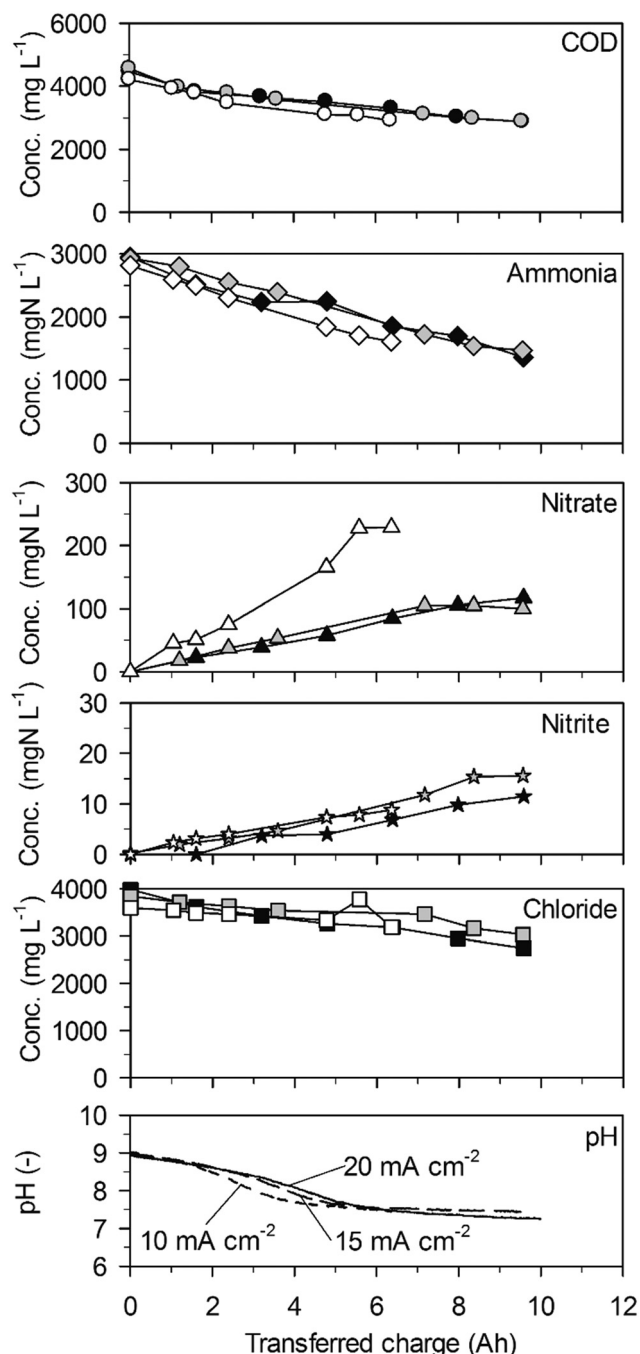 6000
COD
4000
2000
0
Conc. (mg L⁻¹)
3000
Ammonia
2000
1000
0
Conc. (mgN L⁻¹)
300
Nitrate
200
100
0
Conc. (mgN L⁻¹)
30
Nitrite
20
10
0
Conc. (mgN L⁻¹)
4000
Chloride
3000
2000
1000
0
Conc. (mg L⁻¹)
10
pH
9
8
7
6
pH (-)
20 mA cm⁻²
10 mA cm⁻²
15 mA cm⁻²
0 2 4 6 8 10 12
Transferred charge (Ah)